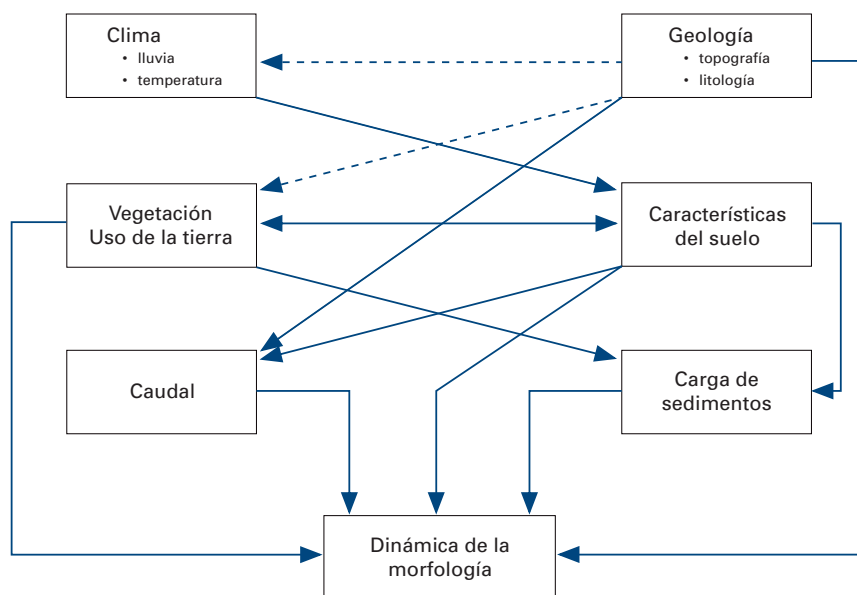 Clima
• lluvia
• temperatura
Geología
• topografía
• litología
Vegetación
Uso de la tierra
Características
del suelo
Caudal
Carga de
sedimentos
Dinámica de la
morfología